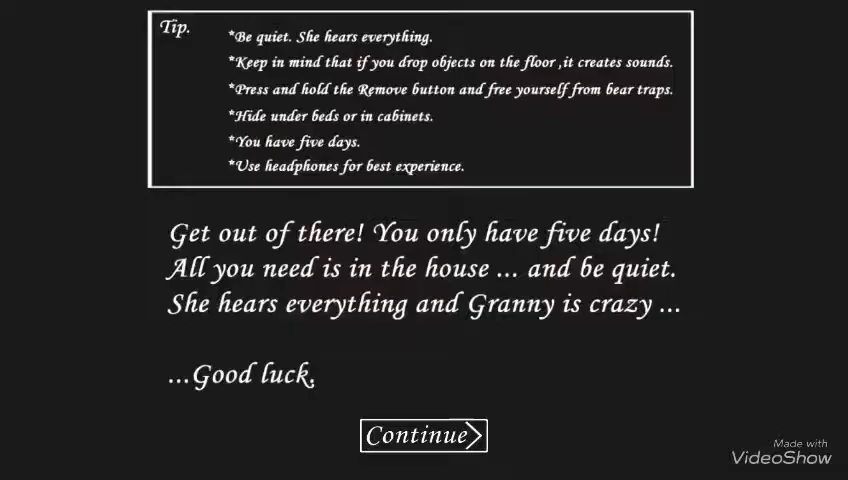 Tip.
*Be quiet. She hears everything.
*Keep in mind that if you drop objects on the floor ,it creates sounds.
*Press and hold the Remove button and free yourself from bear traps.
*Hide under beds or in cabinets.
*You have five days.
*Use headphones for best experience.
Get out of there! You only have five days!
All you need is in the house ... and be quiet.
She hears everything and Granny is crazy ...
...Good luck.
Continue
Made with
VideoShow